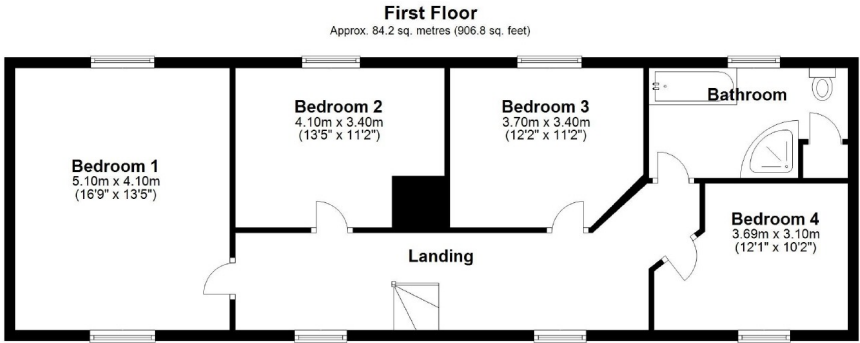 First Floor
Approx. 84.2 sq. metres (906.8 sq. feet)
Bedroom 1
5.10m x 4.10m
(16'9" x 13'5")
Bedroom 2
4.10m x 3.40m
(13'5" x 11'2")
Bedroom 3
3.70m x 3.40m
(12'2" x 11'2")
Bathroom
Bedroom 4
3.69m x 3.10m
(12'1" x 10'2")
Landing